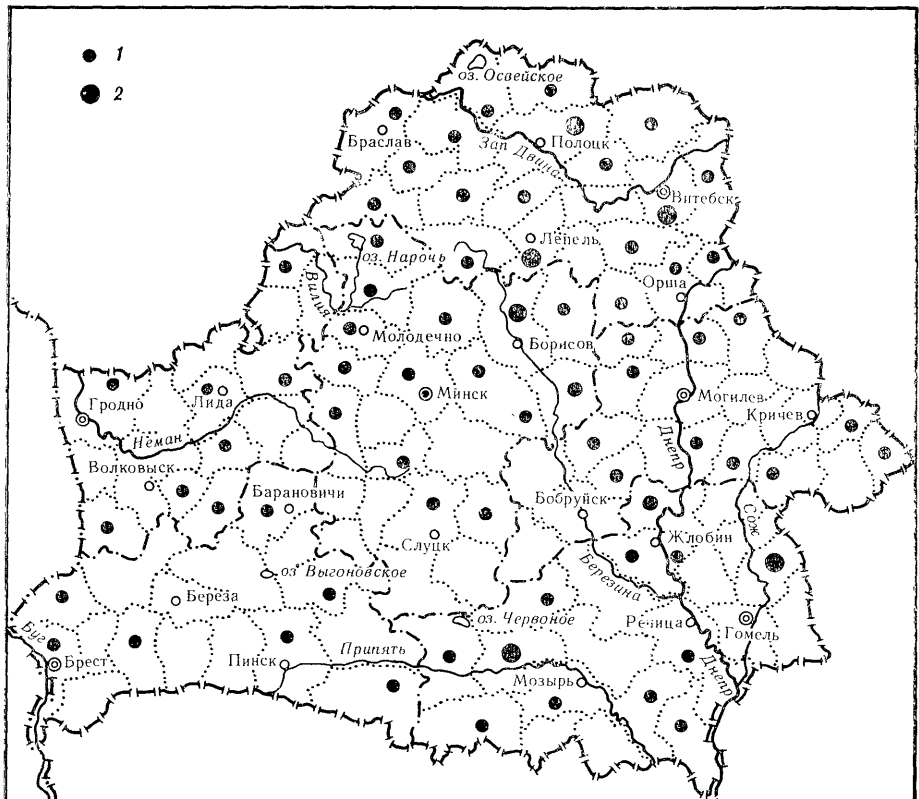 1
2
оз. Освейское
Браслав
Зап Двина
Полоцк
Витебск
Лепель
оз. Нарочь
Вилия
Орша
Молодечно
Борисов
Минск
Могилев
Кричев
Гродно
Лида
Неман
Днепр
Волковыск
Барановичи
Бобруйск
Слуцк
Жлобин
Сож
оз Выгоновское
Береза
Березина
оз. Червоное
Речица
Гомель
Буг
Брест
Пинск
Припять
Мозырь
Днепр